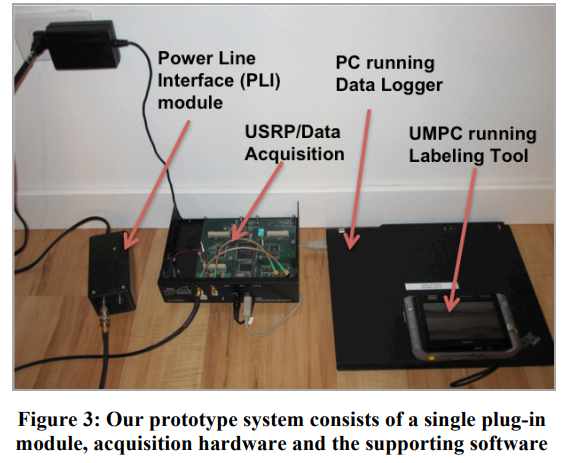 Power Line
Interface (PLI)
module
USRP/Data
Acquisition
PC running
Data Logger
UMPC running
Labeling Tool
Figure 3: Our prototype system consists of a single plug-in
module, acquisition hardware and the supporting software